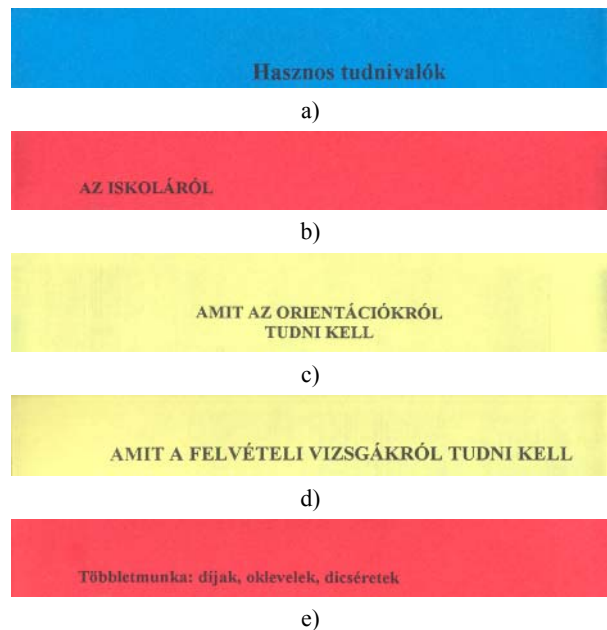 Hasznos tudnivalók
a)
AZ ISKOLÁRÓL
b)
AMIT AZ ORIENTÁCIÓKRÓL
TUDNI KELL
c)
AMIT A FELVÉTELI VIZSGÁKRÓL TUDNI KELL
d)
Többletmunka: díjak, oklevelek, dicséretek
e)